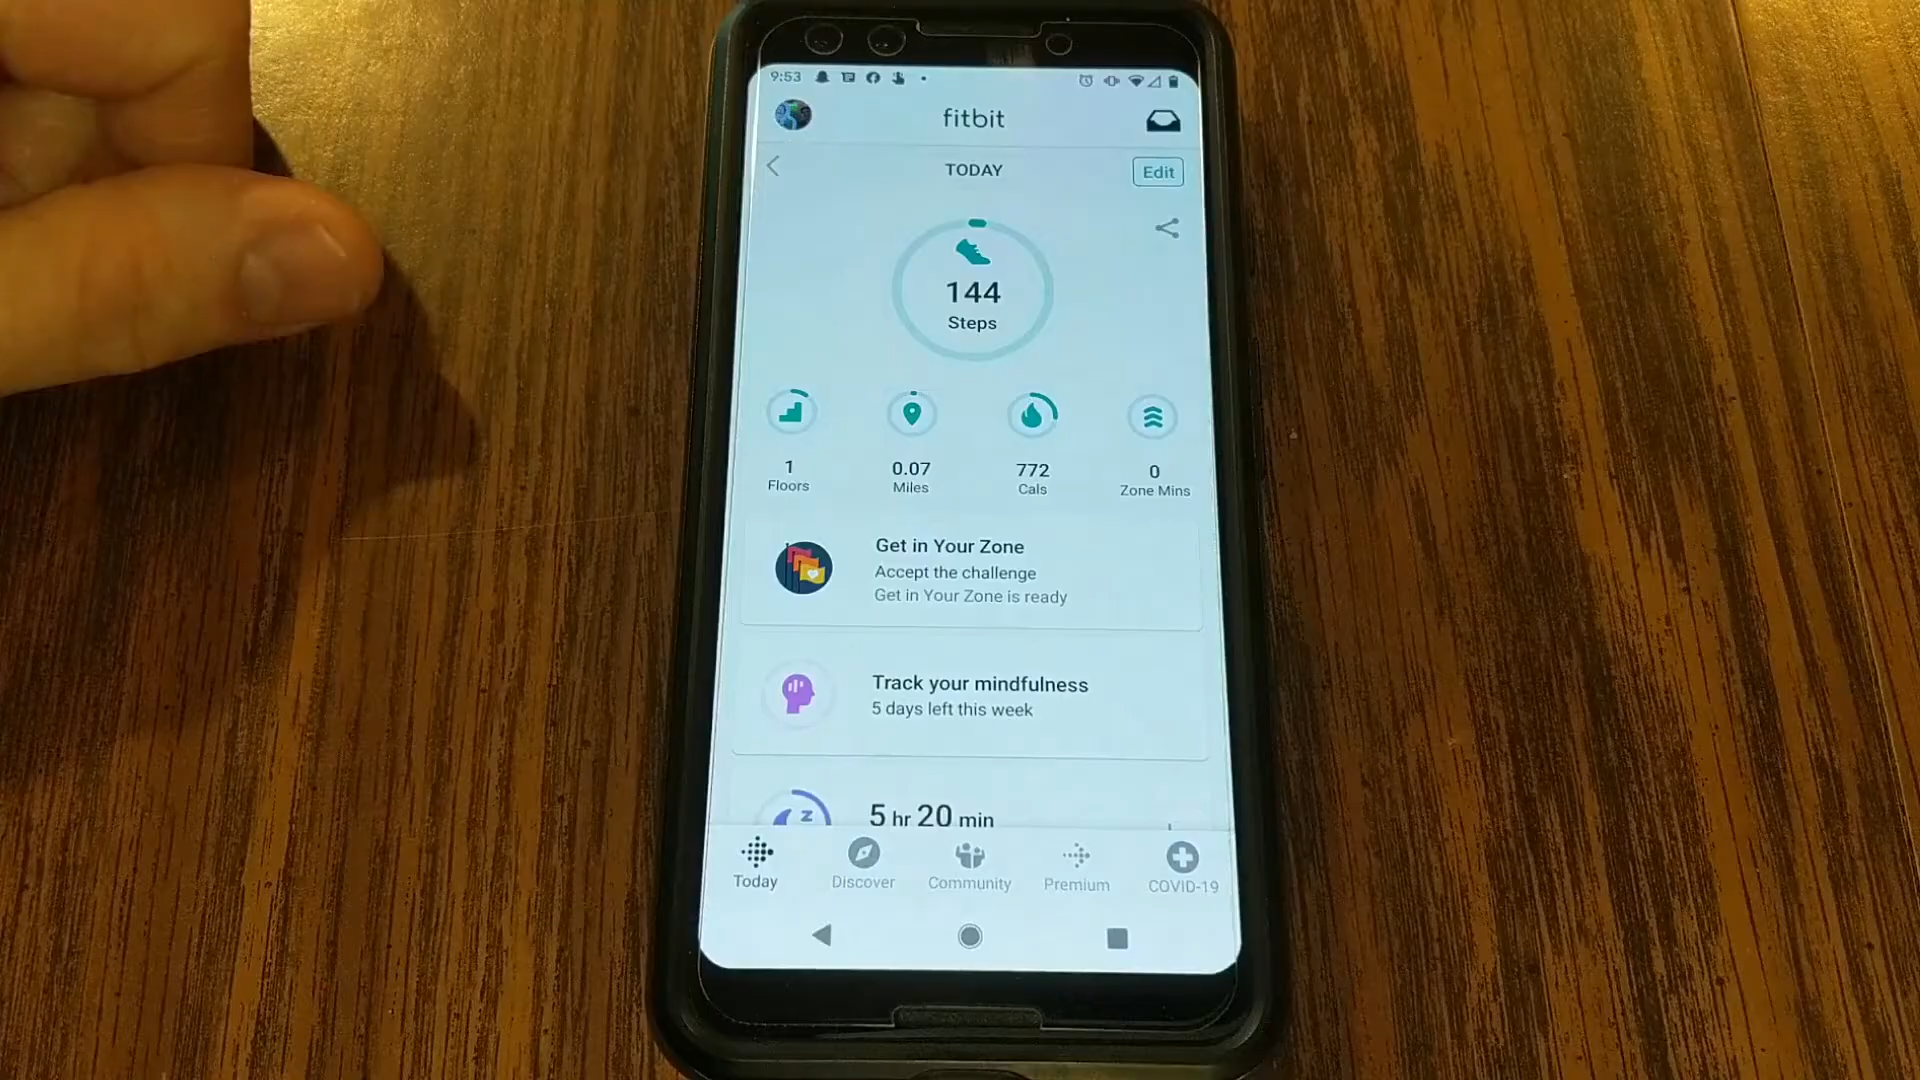 9:53
fitbit
TODAY
Edit
144
Steps
1
Floors
0.07
Miles
772
Cals
0
Zone Mins
Get in Your Zone
Accept the challenge
Get in Your Zone is ready
Track your mindfulness
5 days left this week
z
5 hr 20 min
Today
Discover
Community
Premium
COVID-19